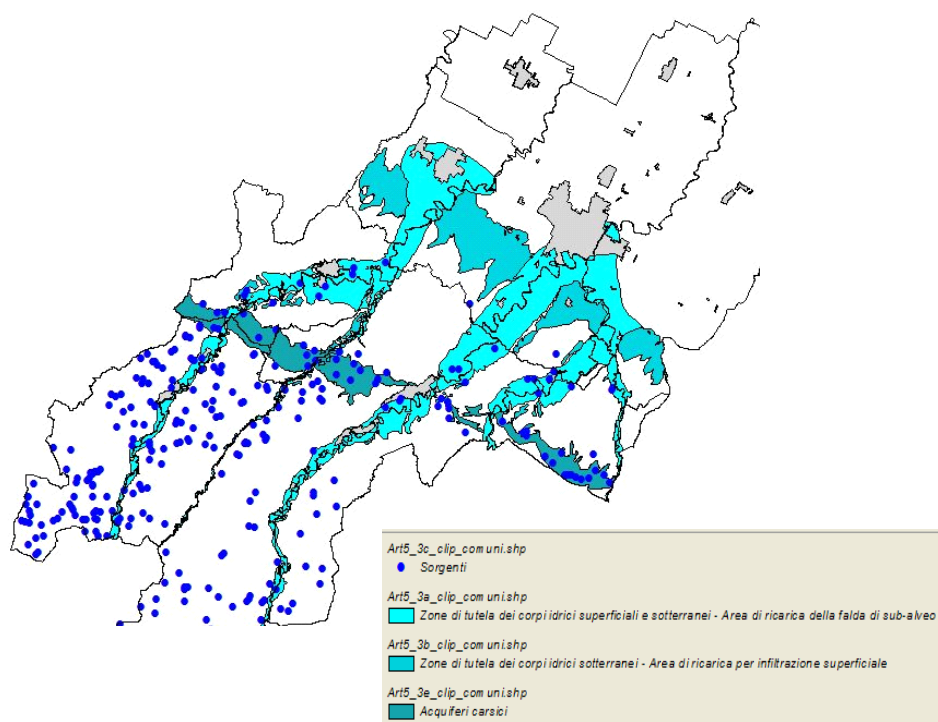 Art5_3c_clip_comuni.shp
Sorgenti
Art5_3a_clip_comuni.shp
Zone di tutela dei corpi idrici superficiali e sotterranei - Area di ricarica della falda di sub-alveo
Art5_3b_clip_comuni.shp
Zone di tutela dei corpi idrici sotterranei - Area di ricarica per infiltrazione superficiale
Art5_3e_clip_comuni.shp
Acquiferi carsici